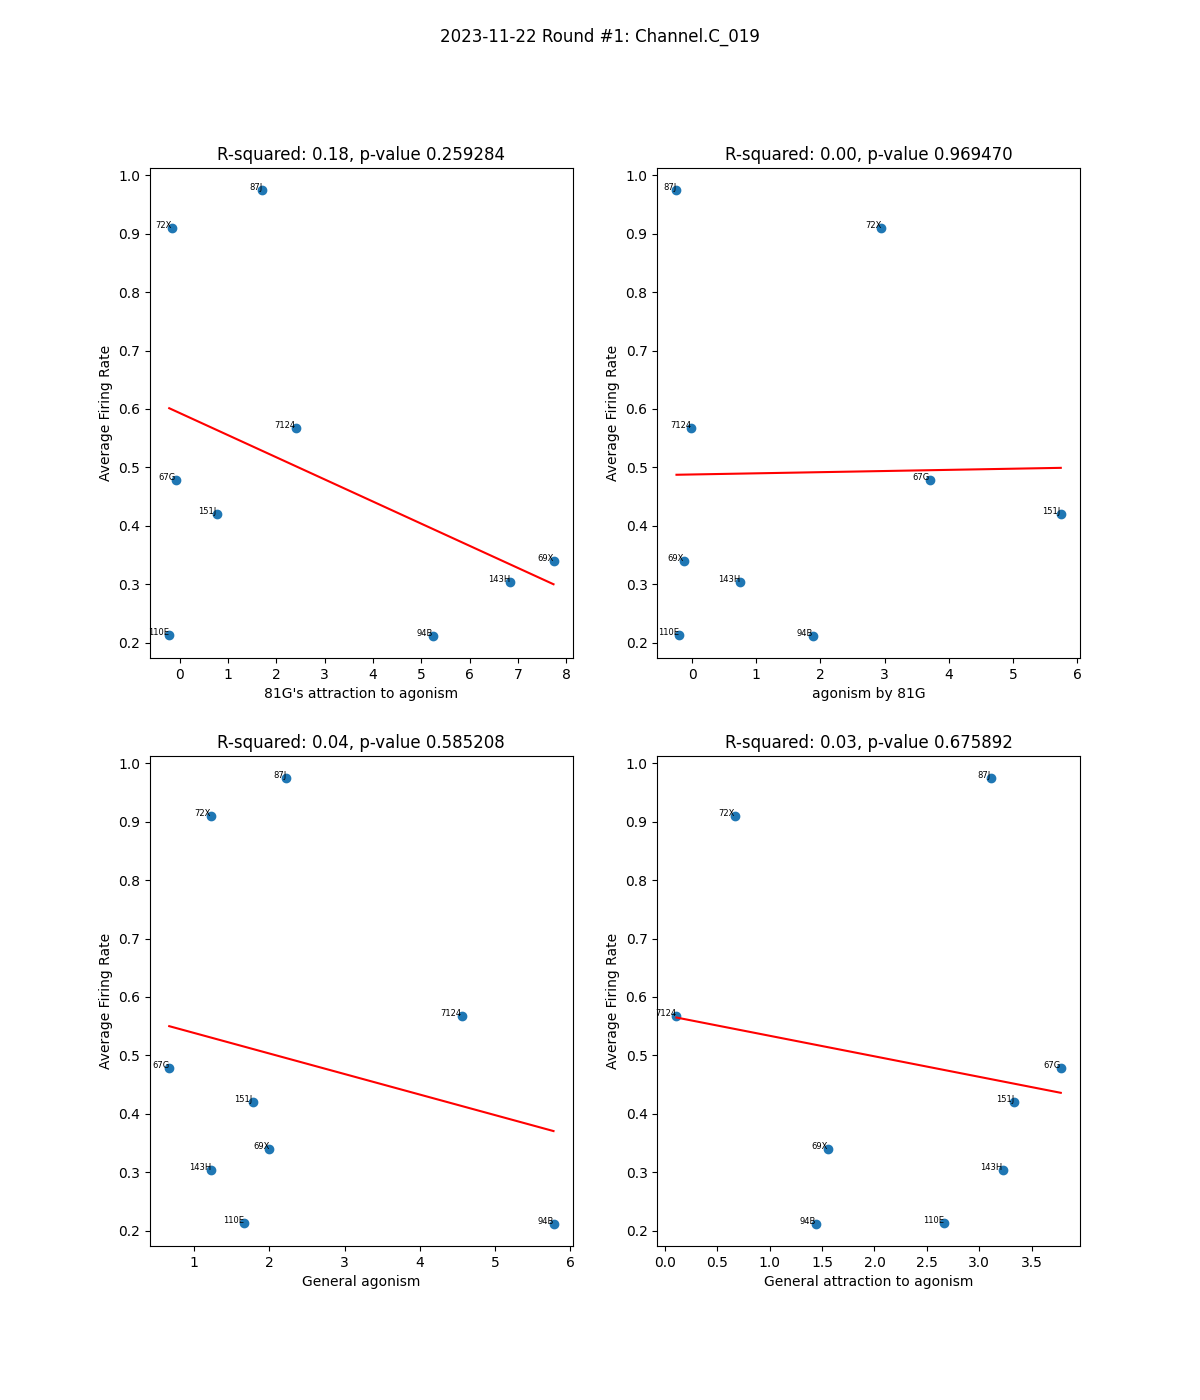 2023-11-22 Round #1: Channel.C_019
R-squared: 0.18, p-value 0.259284
1.0
0.9
0.8
0.7
0.6
0.5
0.4
0.3
0.2
Average Firing Rate
87J
72X
7124
67G
151J
69X
143H
110E
94B
0 1 2 3 4 5 6 7 8
81G's attraction to agonism
R-squared: 0.00, p-value 0.969470
1.0
0.9
0.8
0.7
0.6
0.5
0.4
0.3
0.2
Average Firing Rate
87J
72X
7124
67G
151J
69X
143H
110E
94B
0 1 2 3 4 5 6
agonism by 81G
R-squared: 0.04, p-value 0.585208
1.0
0.9
0.8
0.7
0.6
0.5
0.4
0.3
0.2
Average Firing Rate
87J
72X
7124
67G
151J
69X
143H
110E
94B
1 2 3 4 5 6
General agonism
R-squared: 0.03, p-value 0.675892
1.0
0.9
0.8
0.7
0.6
0.5
0.4
0.3
0.2
Average Firing Rate
87J
72X
7124
67G
151J
69X
143H
110E
94B
0.0 0.5 1.0 1.5 2.0 2.5 3.0 3.5
General attraction to agonism